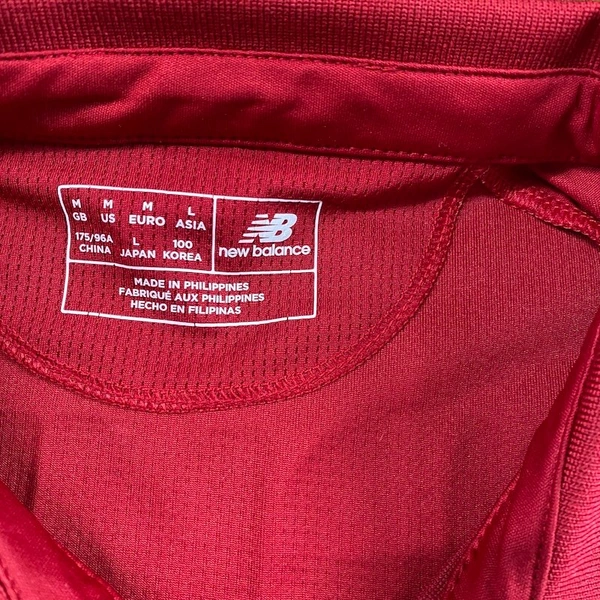 M M M L
GB US EURO ASIA
175/96A L 100
CHINA JAPAN KOREA
NB
new balance
MADE IN PHILIPPINES
FABRIQUÉ AUX PHILIPPINES
HECHO EN FILIPINAS